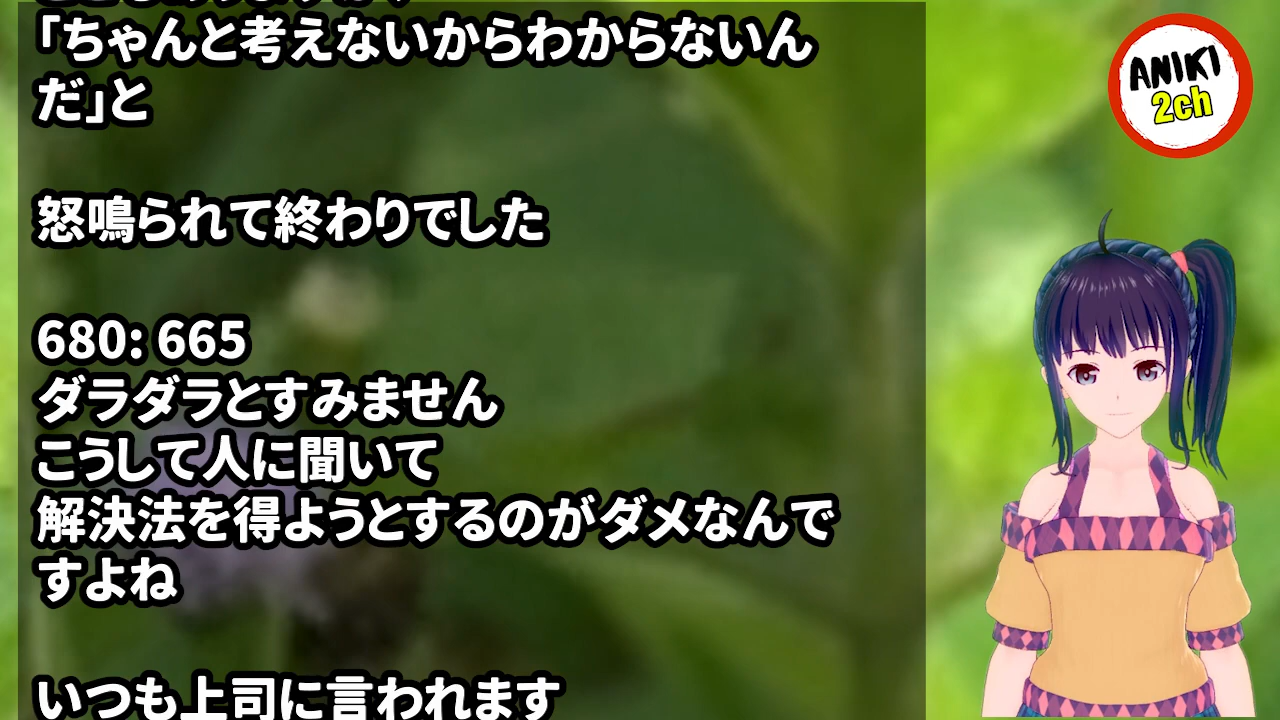 「ちゃんと考えないからわからないん
だ」と
怒鳴られて終わりでした
680: 665
ダラダラとすみません
こうして人に聞いて
解決法を得ようとするのがダメなんで
すよね
いつも上司に言われます
ANIKI
2ch